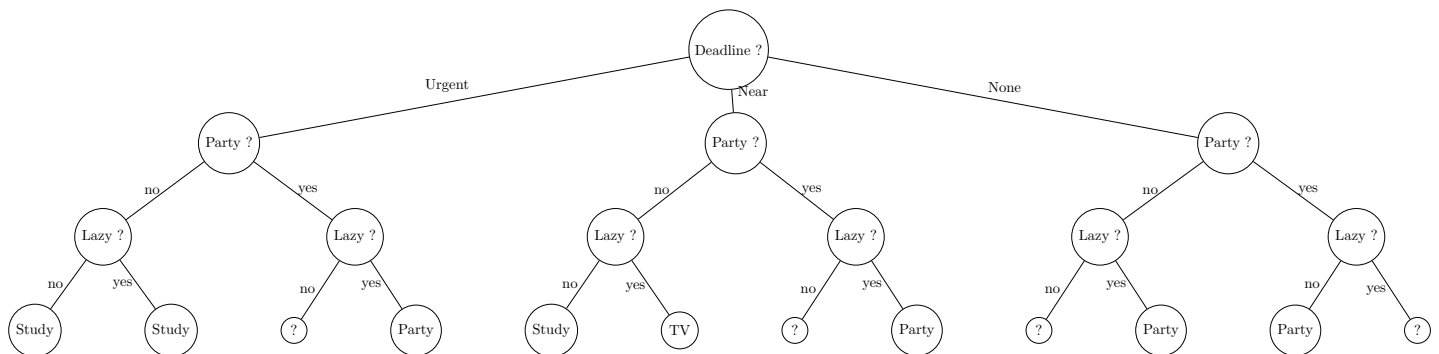 Deadline ?
Urgent
Near
None
Party ?
Party ?
Party ?
no
yes
no
yes
no
yes
Lazy ?
Lazy ?
Lazy ?
Lazy ?
Lazy ?
Lazy ?
no
yes
no
yes
no
yes
no
yes
no
yes
no
yes
Study
Study
?
Party
Study
TV
?
Party
?
Party
Party
?